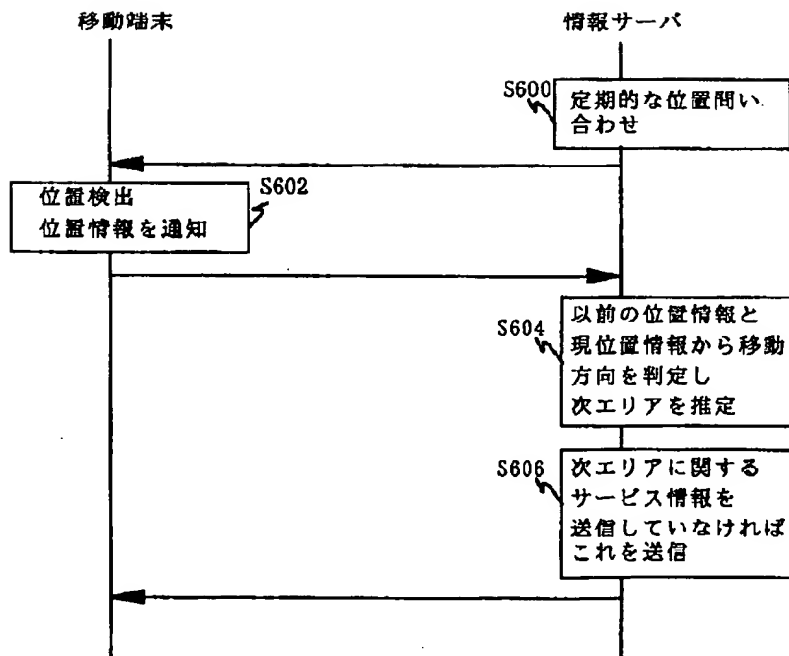 移動端末
情報サーバ
S600
定期的な位置問い
合わせ
位置検出
位置情報を通知
S602
S604
以前の位置情報と
現位置情報から移動
方向を判定し
次エリアを推定
S606
次エリアに関する
サービス情報を
送信していなければ
これを送信